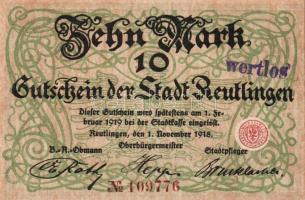 Zehn Mark
10
wertlos
Gutschein der Stadt Reutlingen
Dieser Gutschein wird spätestens am 1. Fe-
bruar 1919 bei der Stadtkasse eingelöst.
Reutlingen, den 1. November 1918.
B.-A.-Obmann Oberbürgermeister Stadtpfleger
Hepp
№ 109776